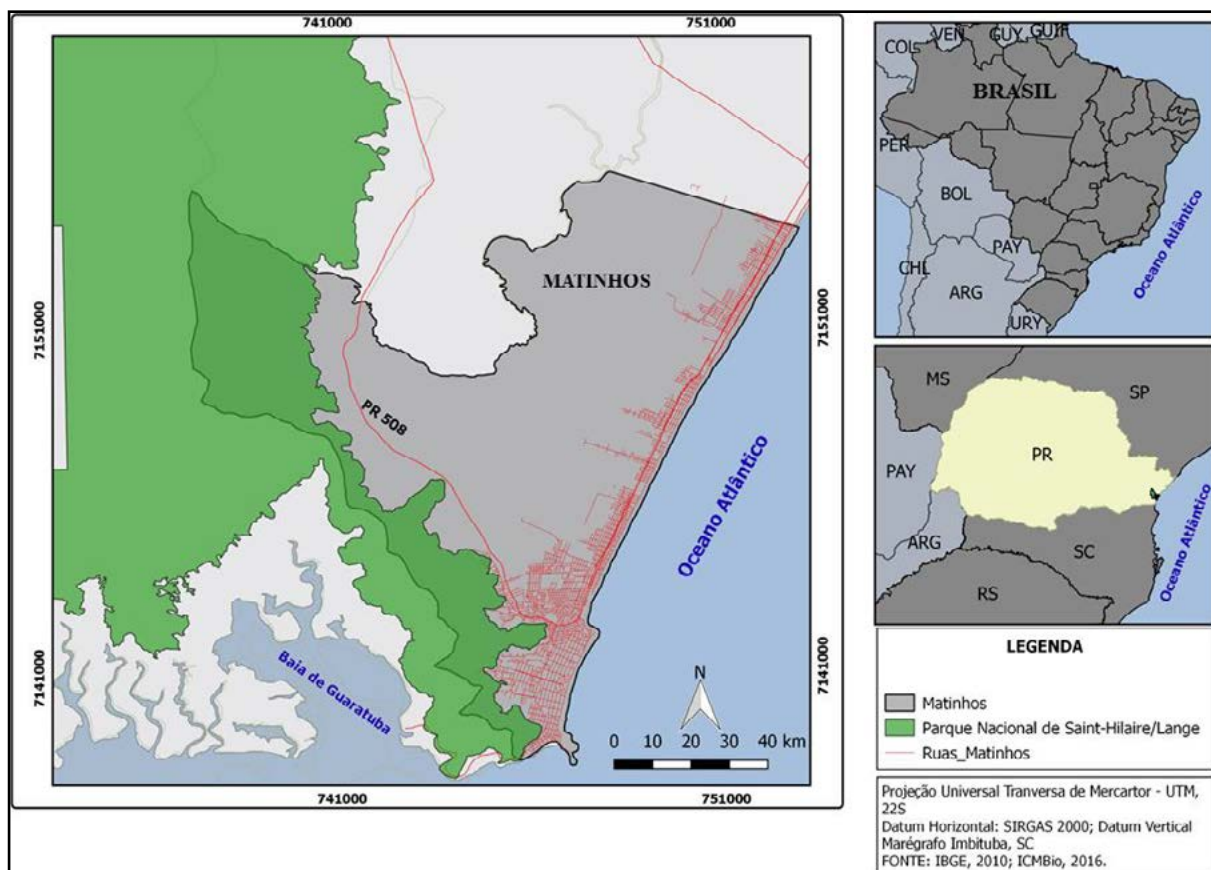 741000
751000
7151000
7151000
7141000
7141000
741000
751000
MATINHOS
PR 508
Oceano Atlântico
Baia de Guaratuba
N
0 10 20 30 40 km
COL
VEN
GUY
GUF
BRASIL
PER
BOL
PAY
CHL
ARG
URY
Oceano Atlântico
MS
SP
PR
PAY
ARG
SC
RS
Oceano Atlântico
LEGENDA
Matinhos
Parque Nacional de Saint-Hilaire/Lange
Ruas_Matinhos
Projeção Universal Tranversa de Mercartor - UTM,
22S
Datum Horizontal: SIRGAS 2000; Datum Vertical
Marégrafo Imbituba, SC
FONTE: IBGE, 2010; ICMBio, 2016.